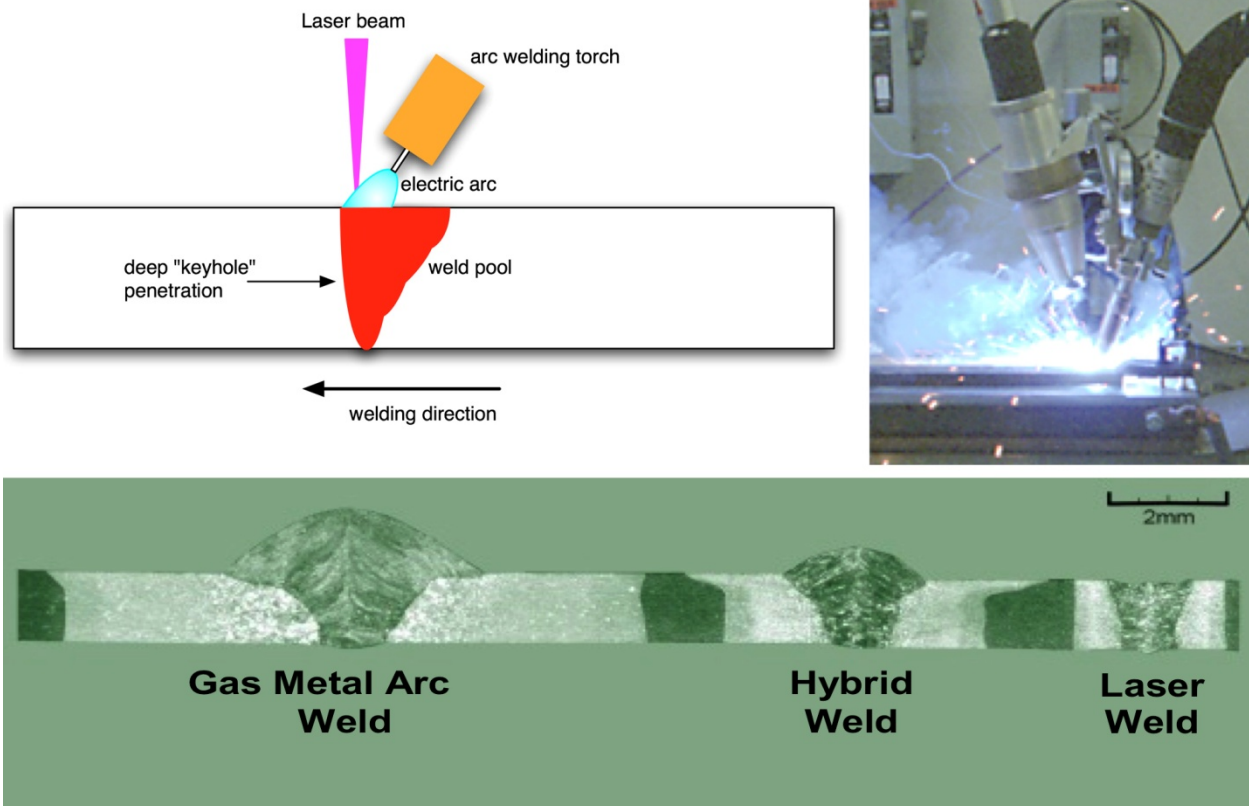 Laser beam
arc welding torch
electric arc
deep "keyhole"
penetration
weld pool
welding direction
2mm
Gas Metal Arc
Weld
Hybrid
Weld
Laser
Weld